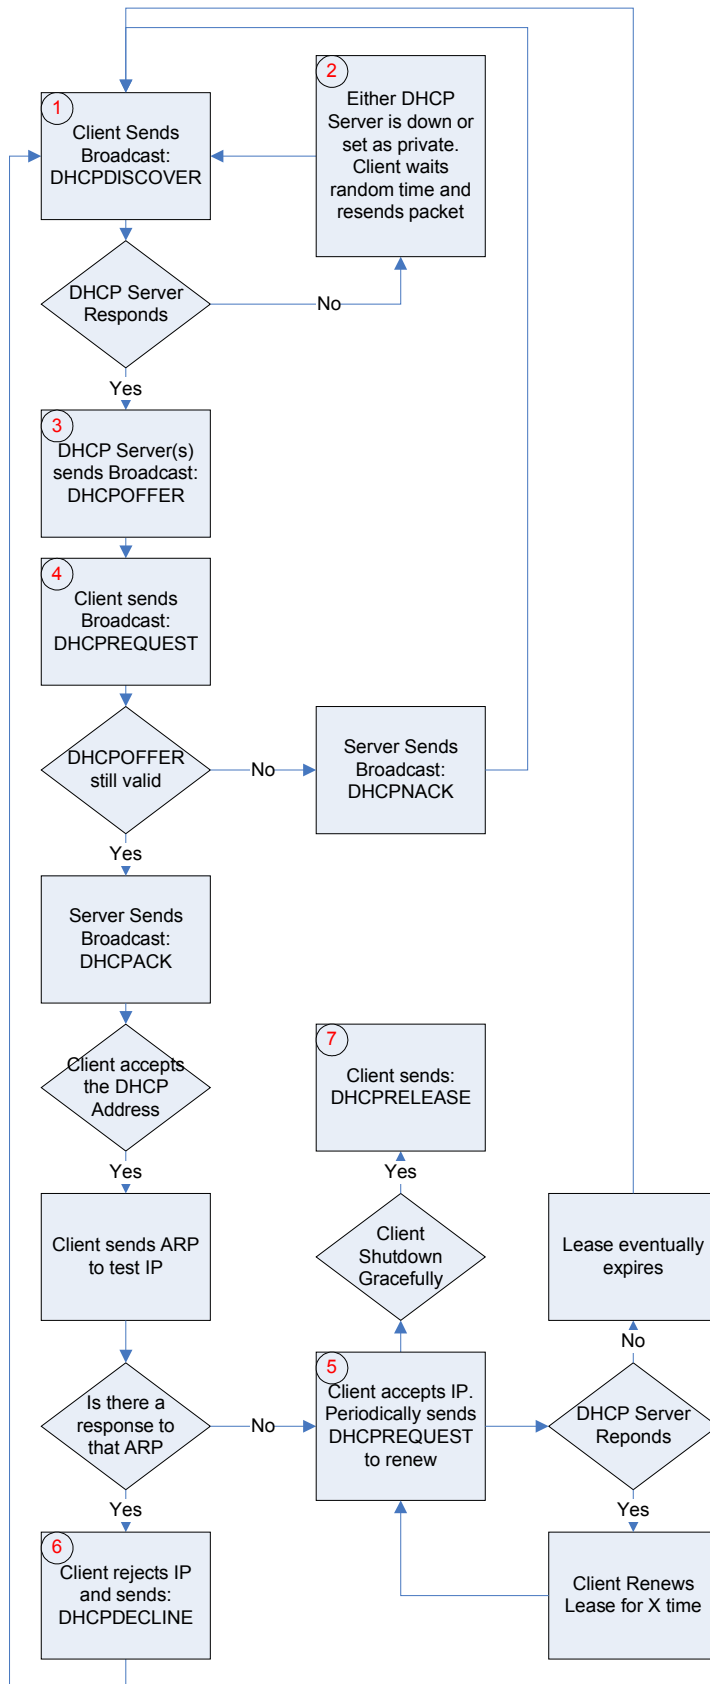 1
Client Sends
Broadcast:
DHCPDISCOVER
2
Either DHCP
Server is down or
set as private.
Client waits
random time and
resends packet
DHCP Server
Responds
No
Yes
3
DHCP Server(s)
sends Broadcast:
DHCPOFFER
4
Client sends
Broadcast:
DHCPREQUEST
DHCPOFFER
still valid
No
Server Sends
Broadcast:
DHCPNACK
Yes
Server Sends
Broadcast:
DHCPACK
Client accepts
the DHCP
Address
Yes
7
Client sends:
DHCPRELEASE
Yes
Client sends ARP
to test IP
Client
Shutdown
Gracefully
Lease eventually
expires
No
Is there a
response to
that ARP
No
5
Client accepts IP.
Periodically sends
DHCPREQUEST
to renew
DHCP Server
Reponds
Yes
Yes
6
Client rejects IP
and sends:
DHCPDECLINE
Client Renews
Lease for X time